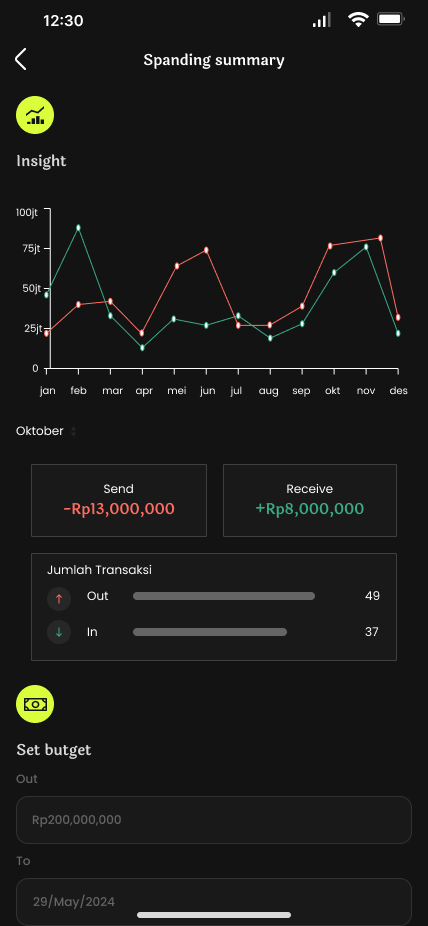 12:30
Spanding summary
Insight
100jt
75jt
50jt
25jt
0
jan feb mar apr mei jun jul aug sep okt nov des
Oktober
Send
-Rp13,000,000
Receive
+Rp8,000,000
Jumlah Transaksi
Out 49
In 37
Set butget
Out
Rp200,000,000
To
29/May/2024